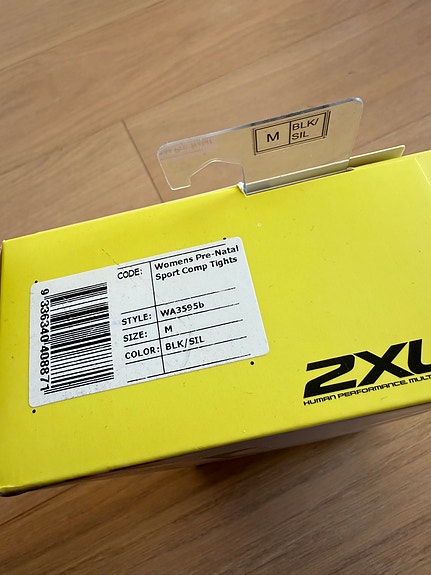 M BLK/
SIL
CODE: Womens Pre-Natal
Sport Comp Tights
STYLE: WA3595b
SIZE: M
COLOR: BLK/SIL
9 336340 408871
2XU
HUMAN PERFORMANCE MULT